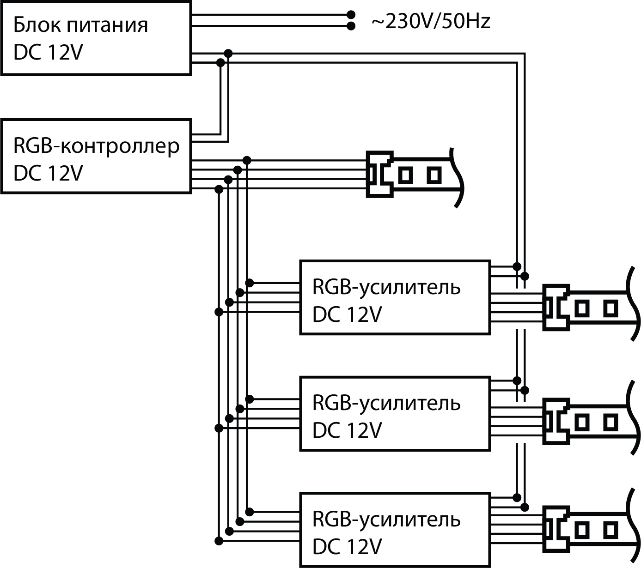 Блок питания
DC 12V
~230V/50Hz
RGB-контроллер
DC 12V
RGB-усилитель
DC 12V
RGB-усилитель
DC 12V
RGB-усилитель
DC 12V